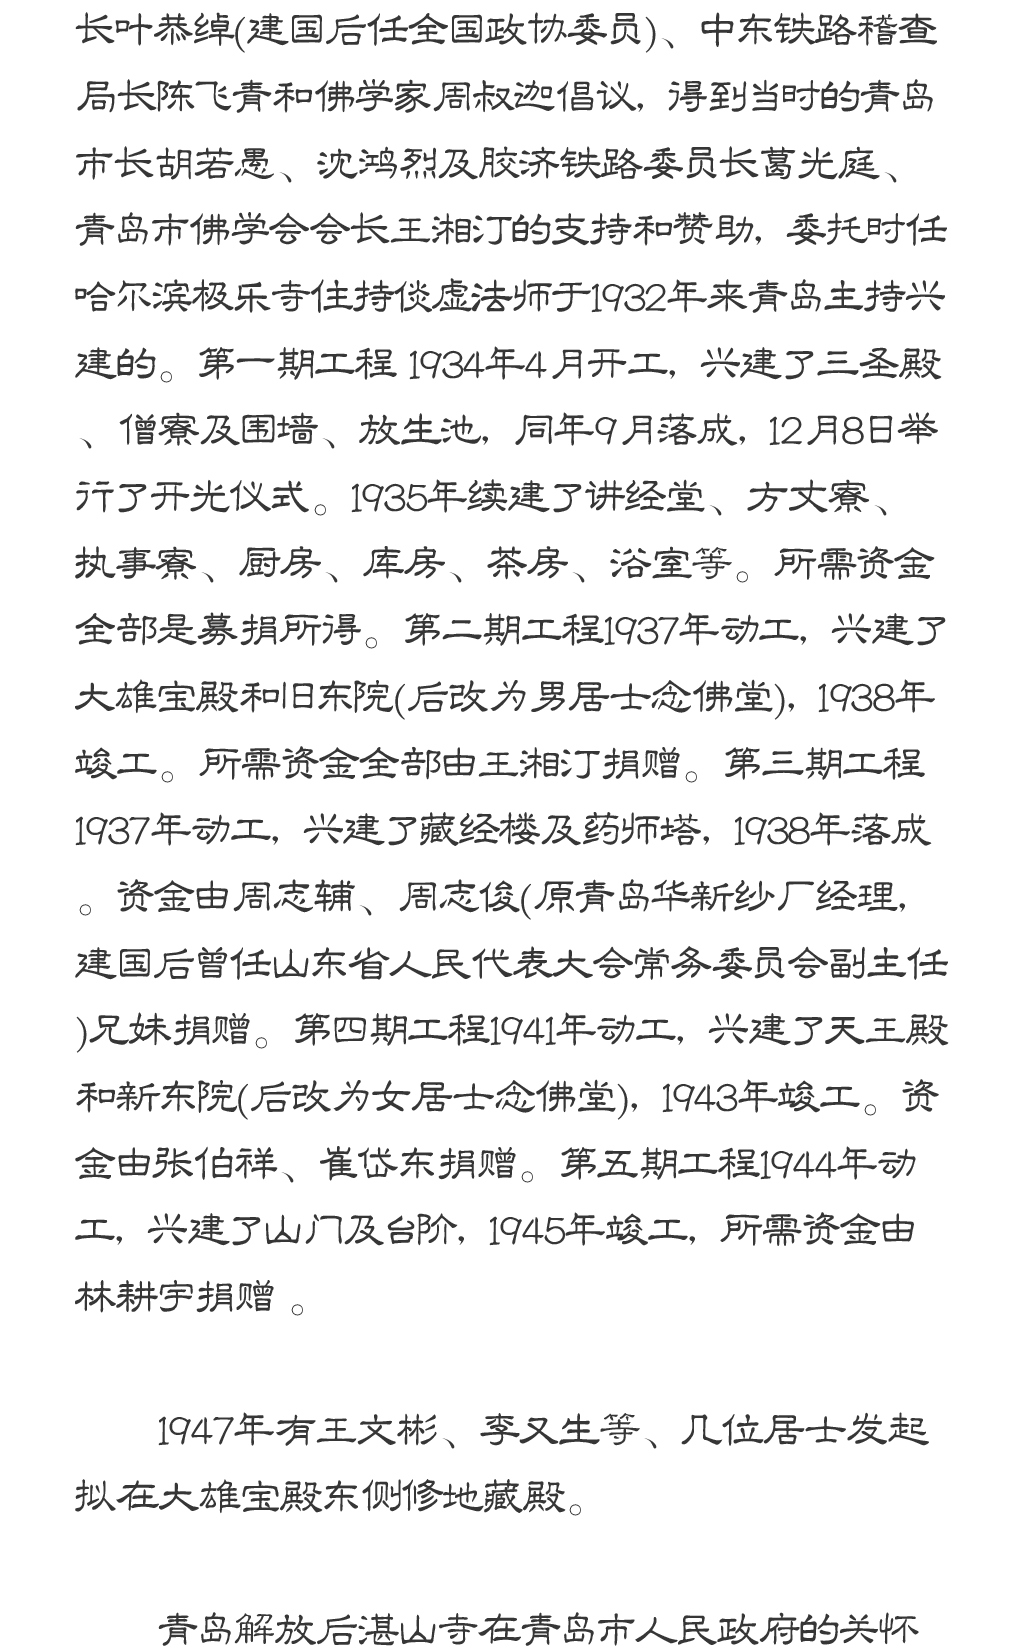 长叶恭绰(建国后任全国政协委员)、中东铁路稽查
局长陈飞青和佛学家周叔迦倡议，得到当时的青岛
市长胡若愚、沈鸿烈及胶济铁路委员长葛光庭、
青岛市佛学会会长王湘汀的支持和赞助，委托时任
哈尔滨极乐寺住持倓虚法师于1932年来青岛主持兴
建的。第一期工程 1934年4月开工，兴建了三圣殿
、僧寮及围墙、放生池，同年9月落成，12月8日举
行了开光仪式。1935年续建了讲经堂、方丈寮、
执事寮、厨房、库房、茶房、浴室等。所需资金
全部是募捐所得。第二期工程1937年动工，兴建了
大雄宝殿和旧东院(后改为男居士念佛堂)，1938年
竣工。所需资金全部由王湘汀捐赠。第三期工程
1937年动工，兴建了藏经楼及药师塔，1938年落成
。资金由周志辅、周志俊(原青岛华新纱厂经理，
建国后曾任山东省人民代表大会常务委员会副主任
)兄妹捐赠。第四期工程1941年动工，兴建了天王殿
和新东院(后改为女居士念佛堂)，1943年竣工。资
金由张伯祥、崔岱东捐赠。第五期工程1944年动
工，兴建了山门及台阶，1945年竣工，所需资金由
林耕宇捐赠 。
1947年有王文彬、李又生等、几位居士发起
拟在大雄宝殿东侧修地藏殿。
青岛解放后湛山寺在青岛市人民政府的关怀